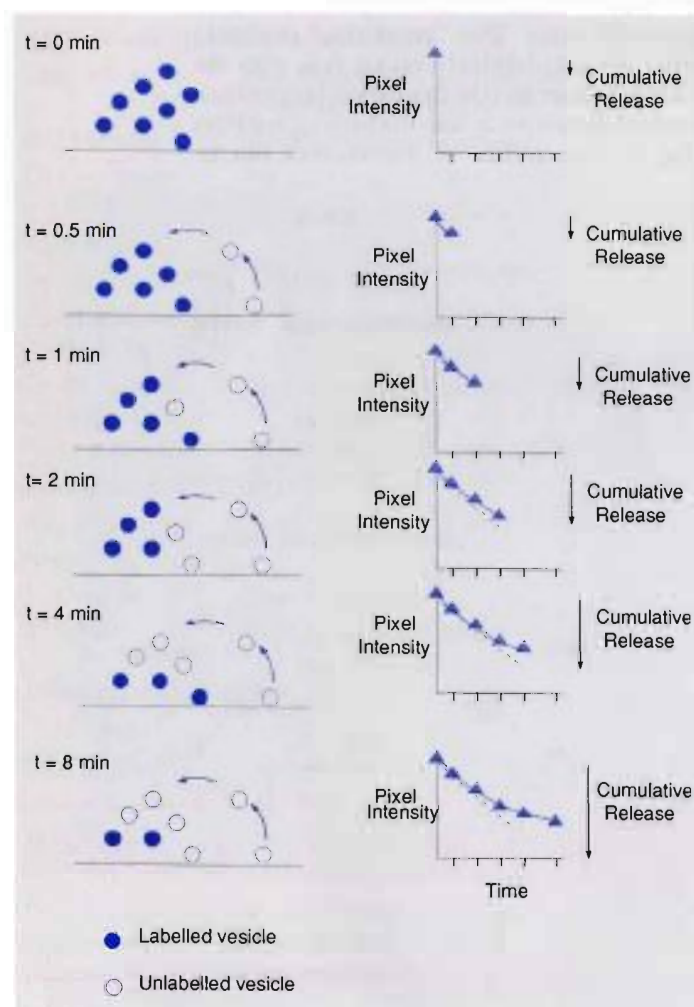 t = 0 min
Pixel
Intensity
Cumulative
Release
t = 0.5 min
Pixel
Intensity
Cumulative
Release
t = 1 min
Pixel
Intensity
Cumulative
Release
t= 2 min
Pixel
Intensity
Cumulative
Release
t = 4 min
Pixel
Intensity
Cumulative
Release
t = 8 min
Pixel
Intensity
Cumulative
Release
Time
Labelled vesicle
Unlabelled vesicle